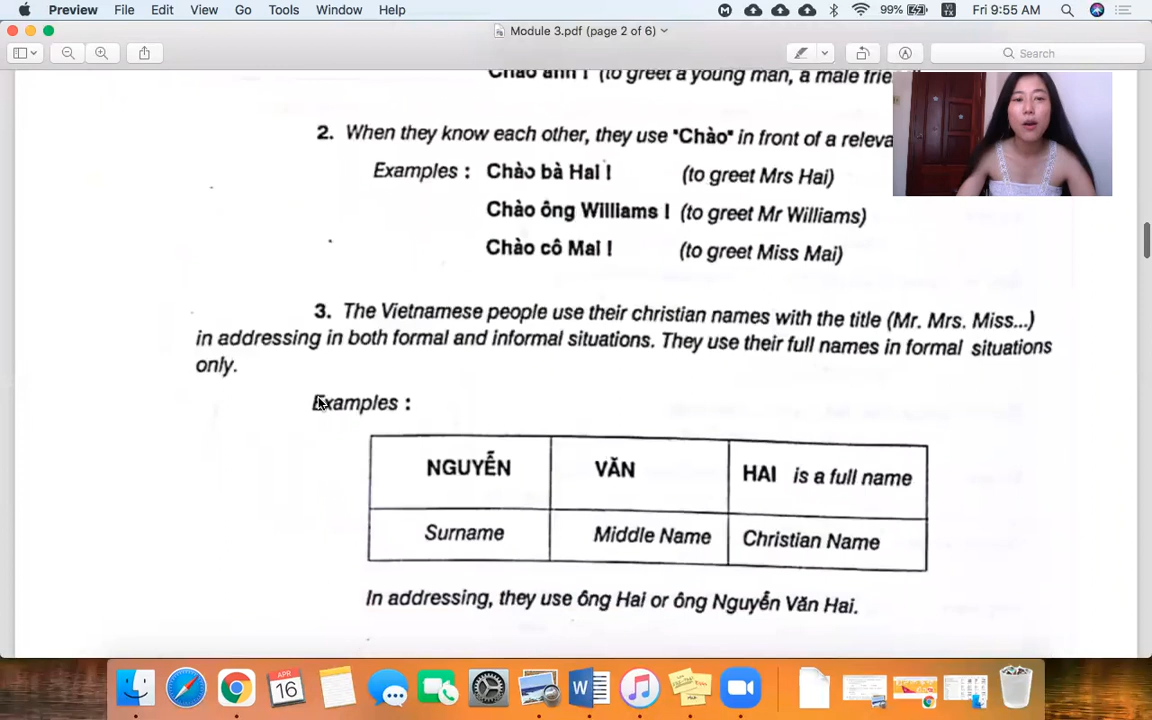 Preview File Edit View Go Tools Window Help 99% VI TX Fri 9:55 AM
Module 3.pdf (page 2 of 6)
Search
Chào anh ! (to greet a young man, a male frie
2. When they know each other, they use "Chào" in front of a releva
Examples : Chào bà Hai ! (to greet Mrs Hai)
Chào ông Williams ! (to greet Mr Williams)
Chào cô Mai ! (to greet Miss Mai)
3. The Vietnamese people use their christian names with the title (Mr. Mrs. Miss...)
in addressing in both formal and informal situations. They use their full names in formal situations
only.
Examples :
NGUYỄN VĂN HAI is a full name
Surname Middle Name Christian Name
In addressing, they use ông Hai or ông Nguyễn Văn Hai.
APR
16